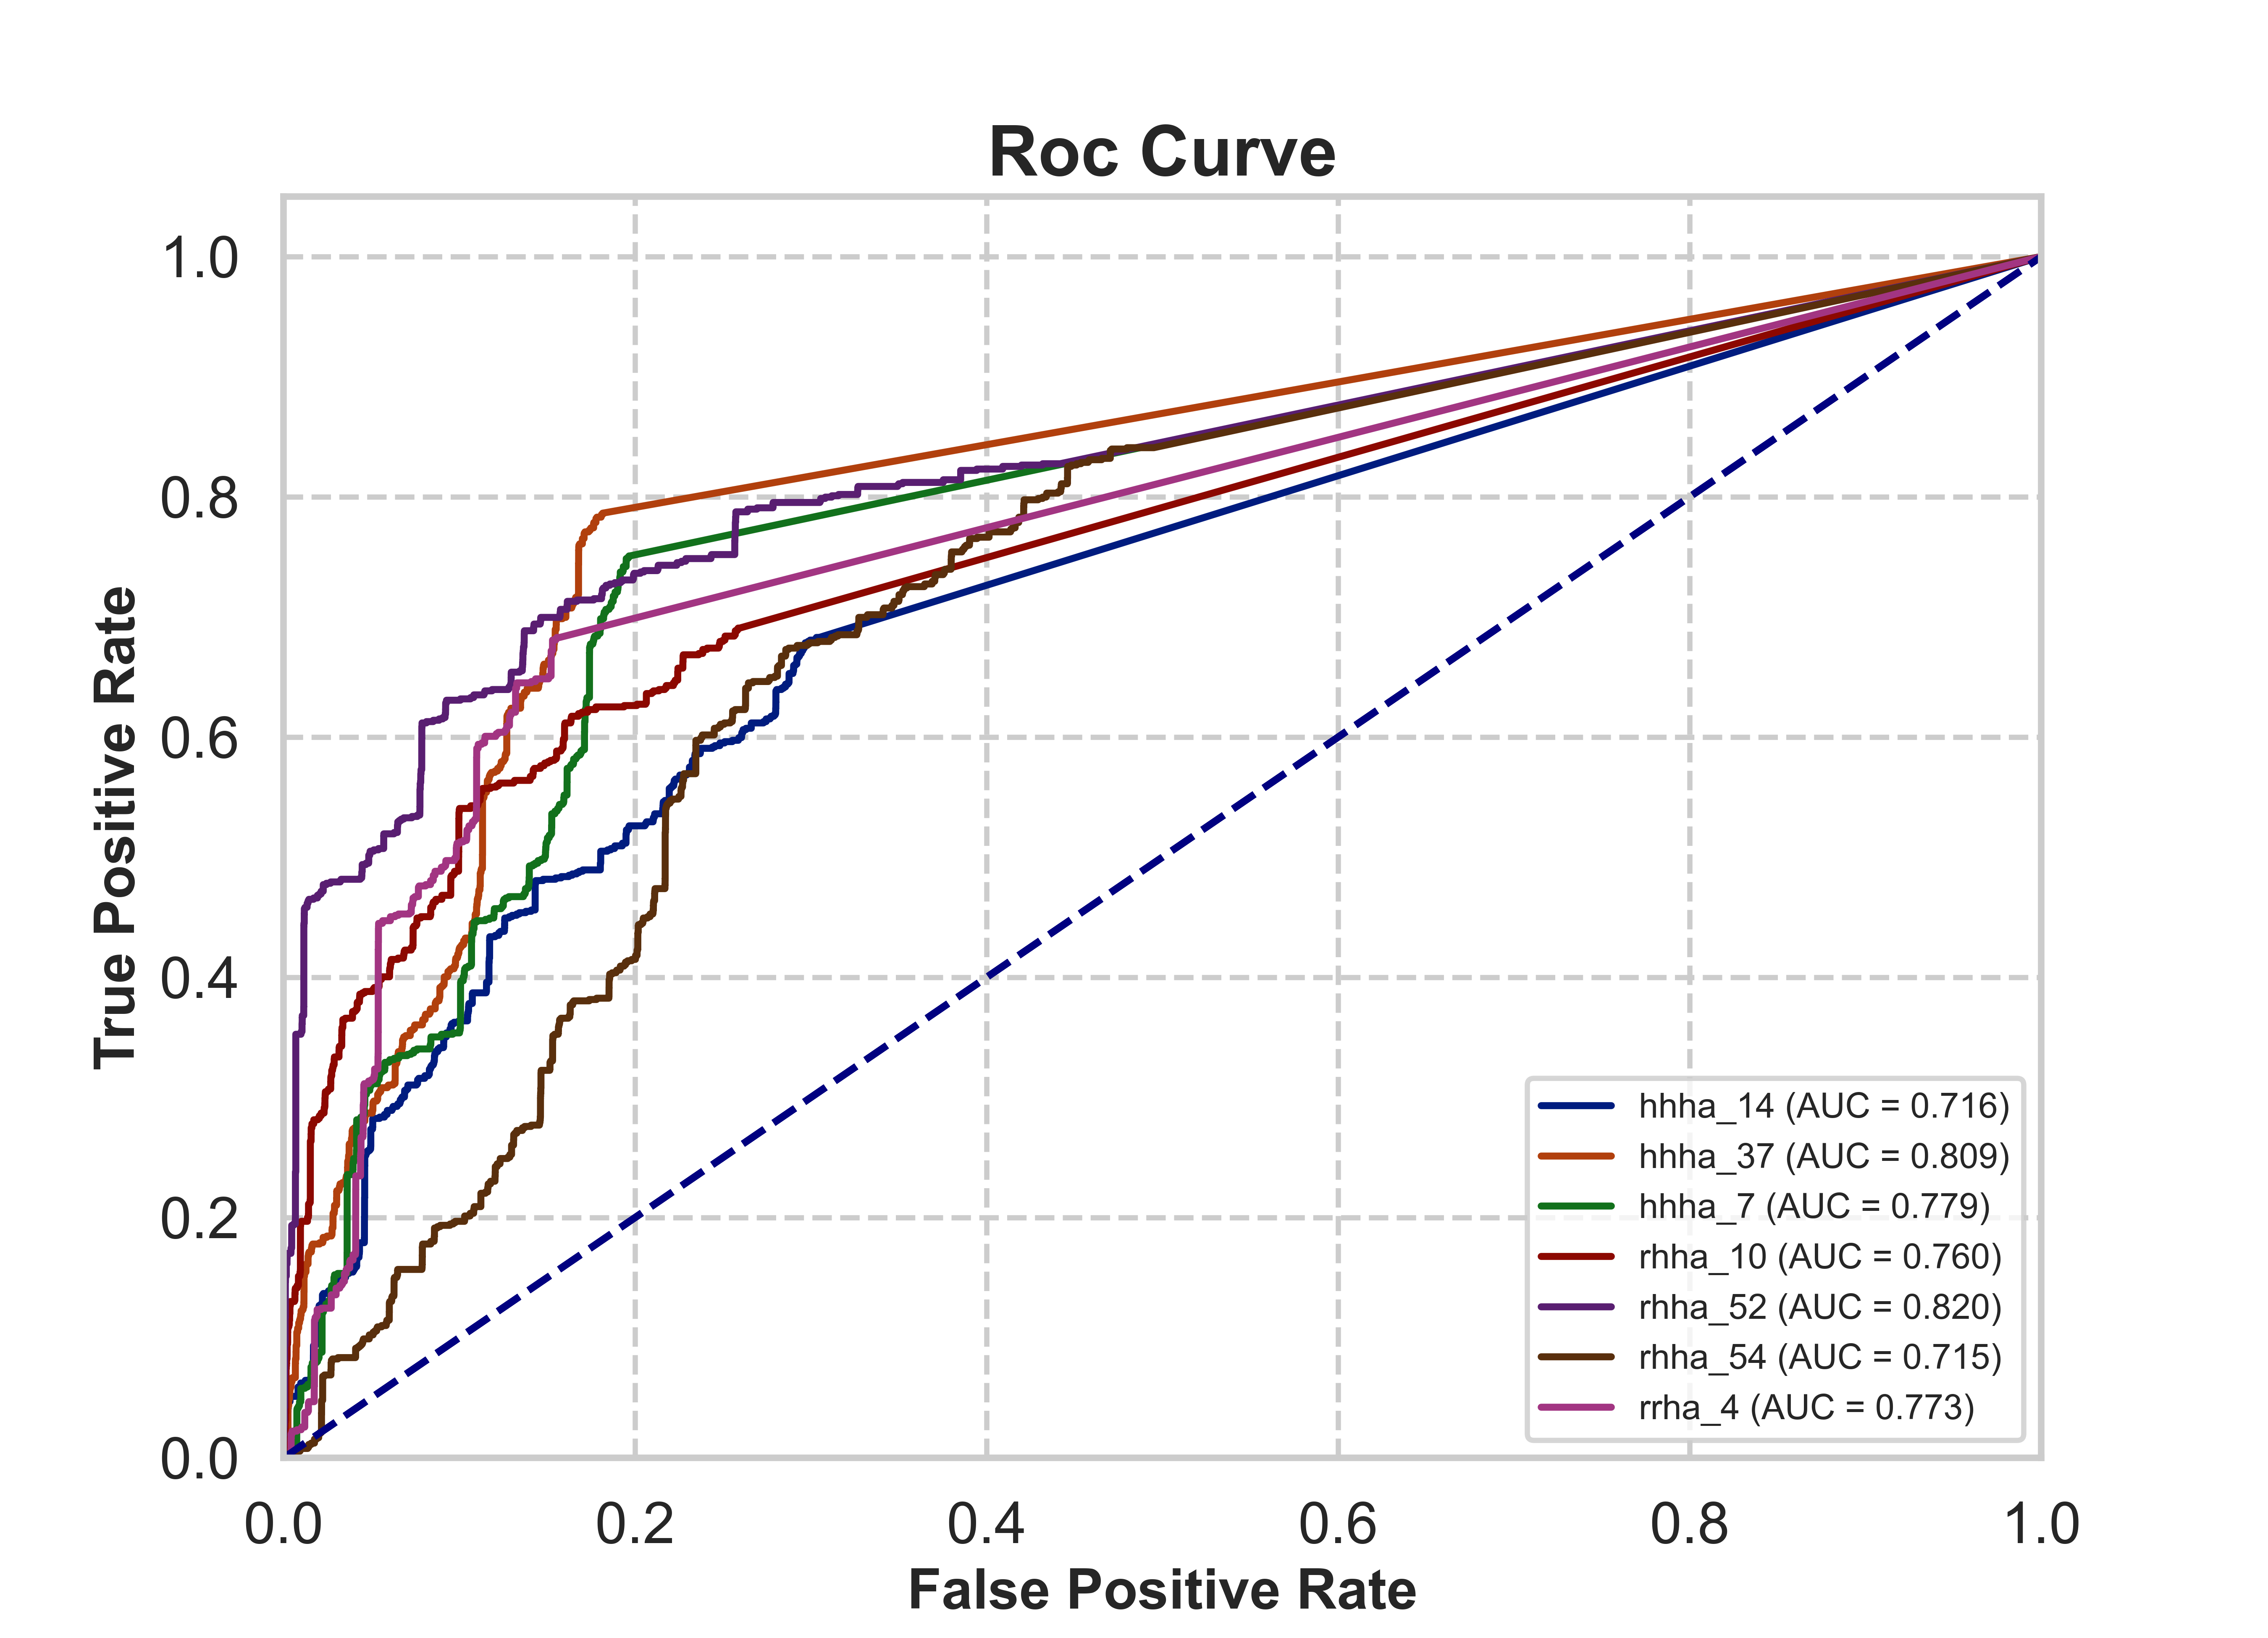 Roc Curve
True Positive Rate
1.0
0.8
0.6
0.4
0.2
0.0
0.0 0.2 0.4 0.6 0.8 1.0
False Positive Rate
hhha_14 (AUC = 0.716)
hhha_37 (AUC = 0.809)
hhha_7 (AUC = 0.779)
rhha_10 (AUC = 0.760)
rhha_52 (AUC = 0.820)
rhha_54 (AUC = 0.715)
rrha_4 (AUC = 0.773)